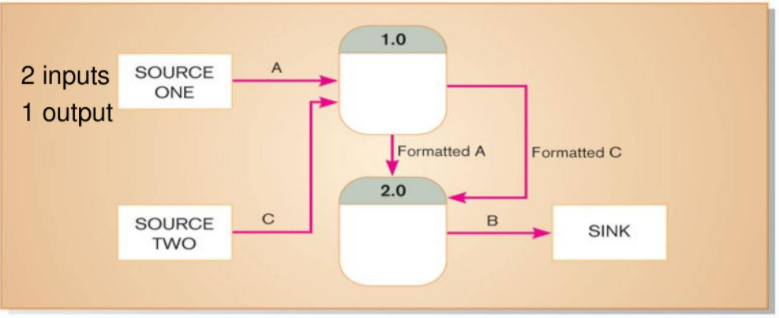 2 inputs
1 output
SOURCE
ONE
A
1.0
Formatted A
Formatted C
2.0
SOURCE
TWO
C
B
SINK